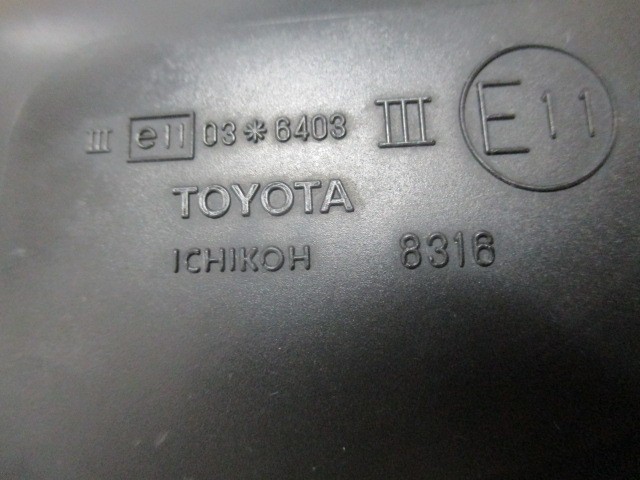 III e11 03*6403 III E11
TOYOTA
ICHIKOH 8316